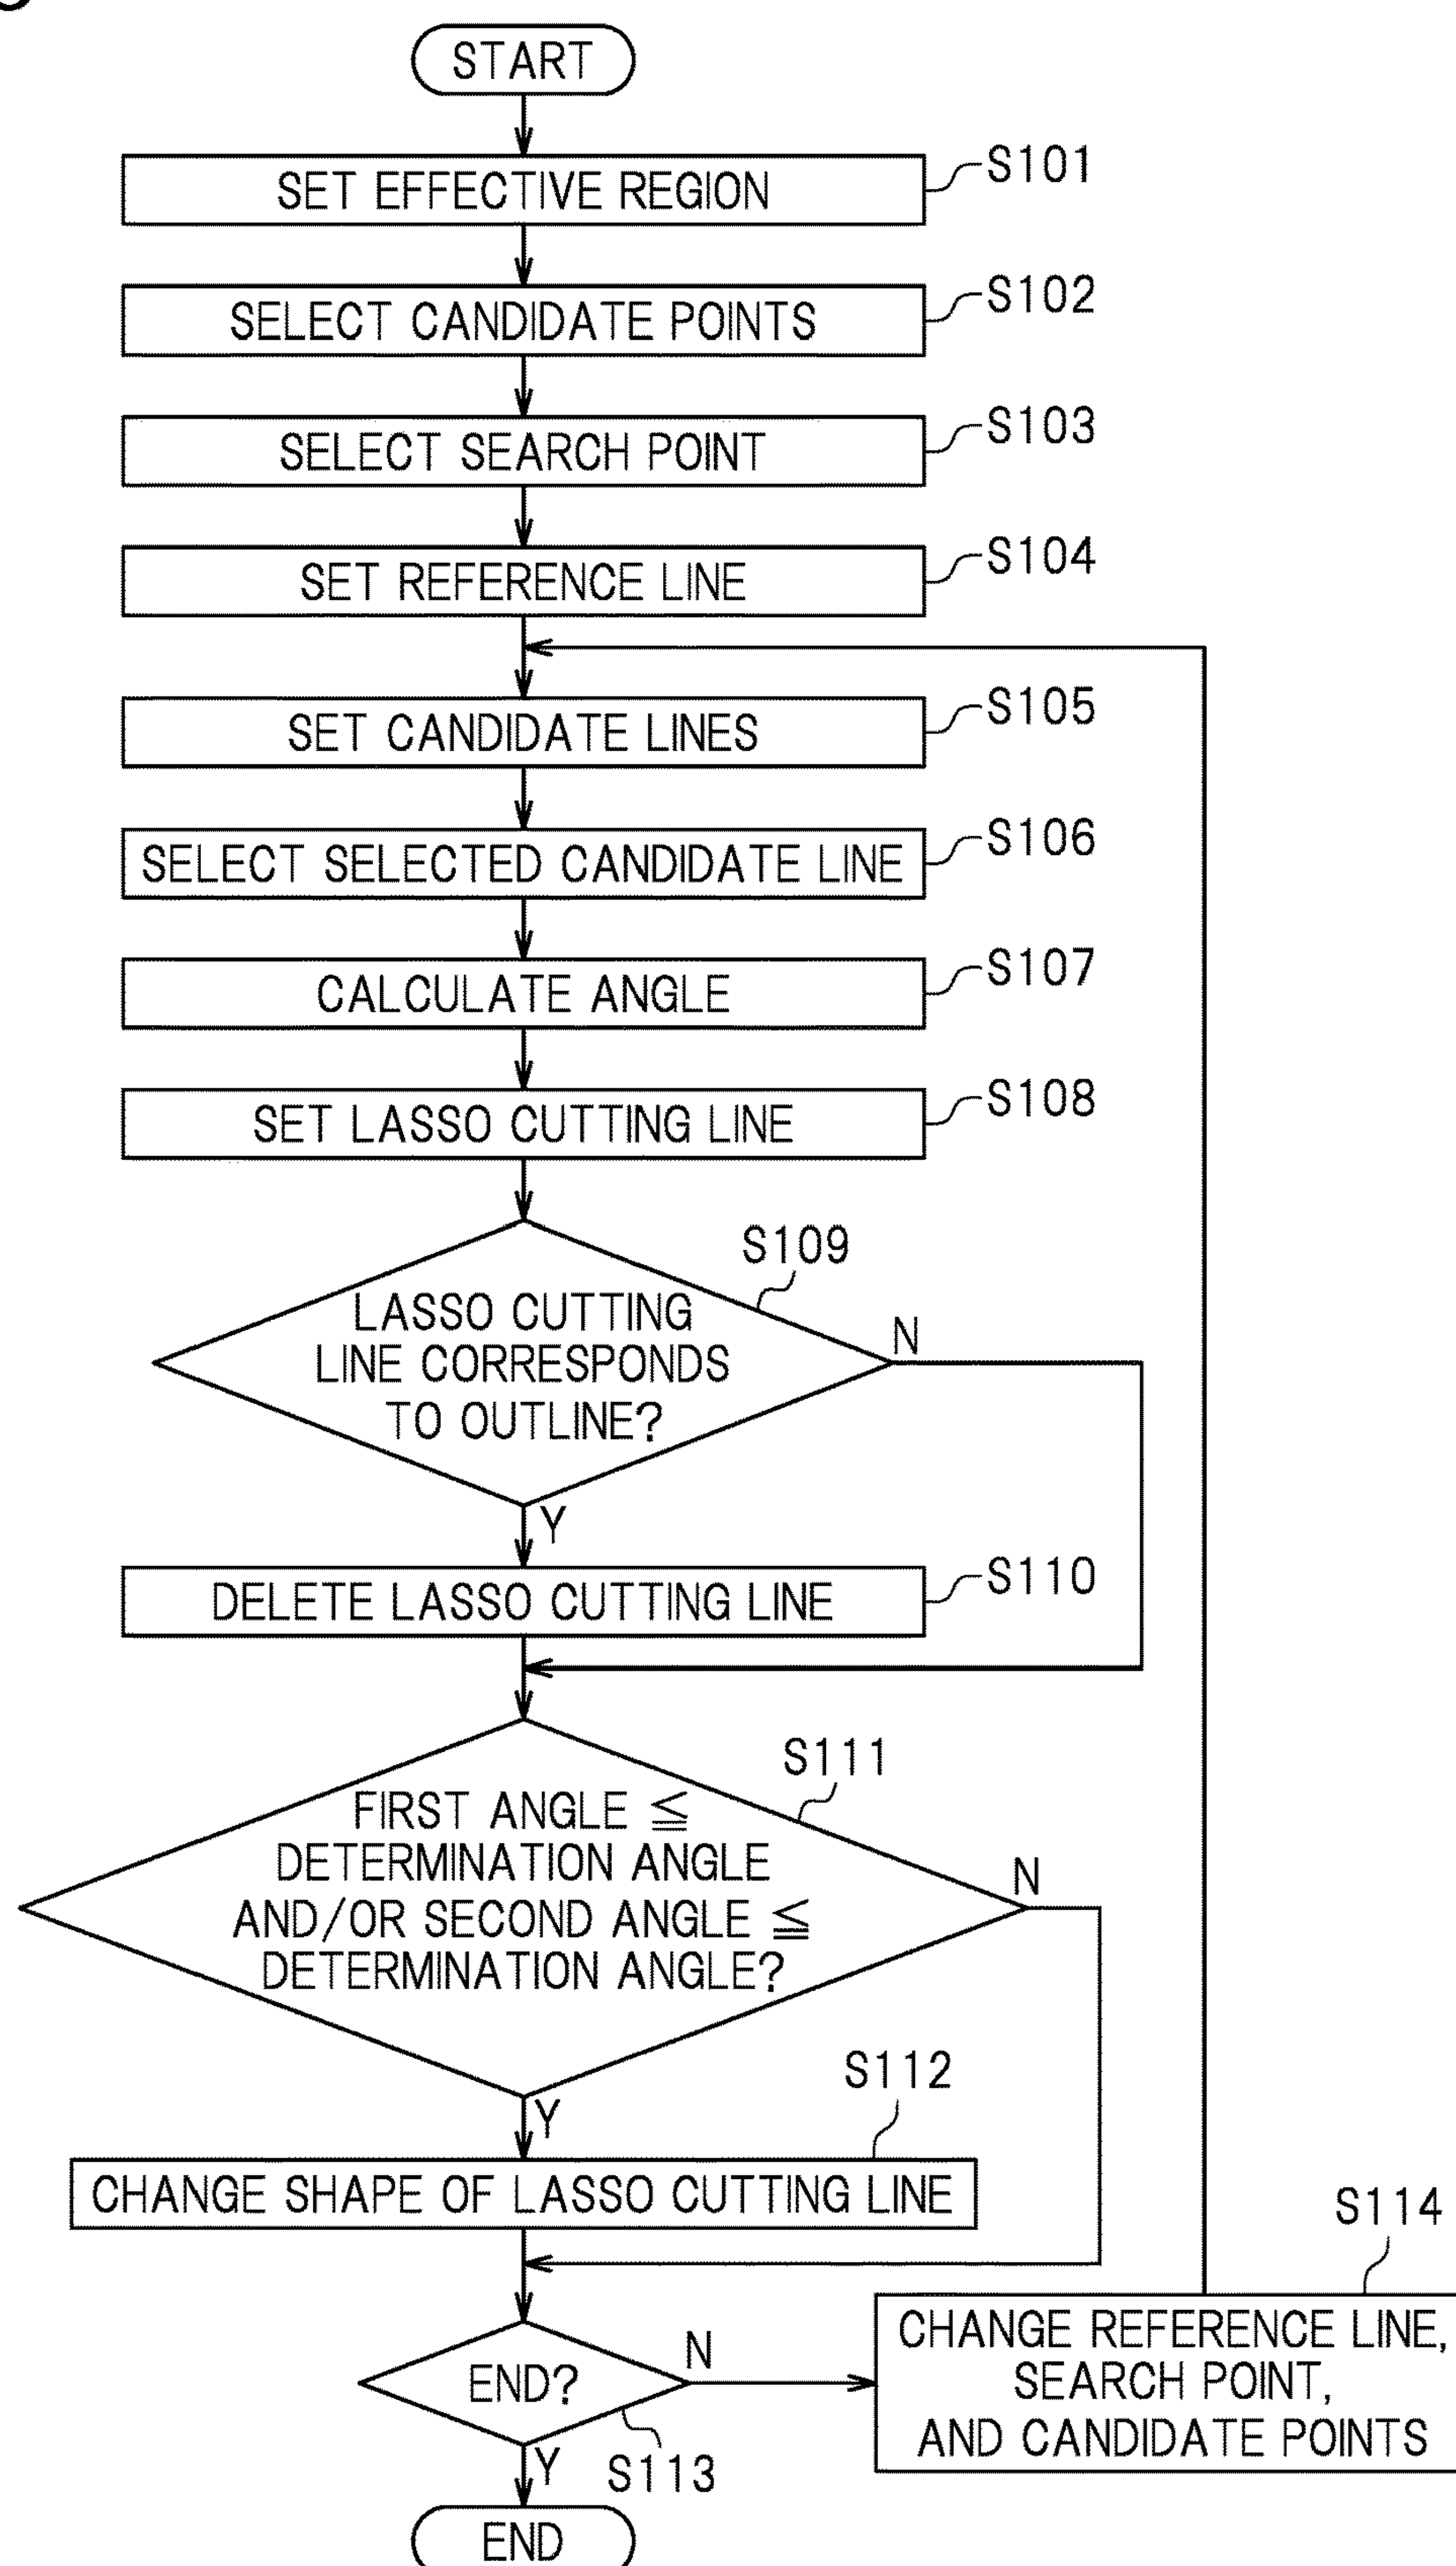 START
SET EFFECTIVE REGION
S101
SELECT CANDIDATE POINTS
S102
SELECT SEARCH POINT
S103
SET REFERENCE LINE
S104
SET CANDIDATE LINES
S105
SELECT SELECTED CANDIDATE LINE
S106
CALCULATE ANGLE
S107
SET LASSO CUTTING LINE
S108
S109
LASSO CUTTING
LINE CORRESPONDS
TO OUTLINE?
N
Y
DELETE LASSO CUTTING LINE
S110
S111
FIRST ANGLE ≦
DETERMINATION ANGLE
AND/OR SECOND ANGLE ≦
DETERMINATION ANGLE?
N
Y
S112
CHANGE SHAPE OF LASSO CUTTING LINE
S114
CHANGE REFERENCE LINE,
SEARCH POINT,
AND CANDIDATE POINTS
END?
N
Y
S113
END